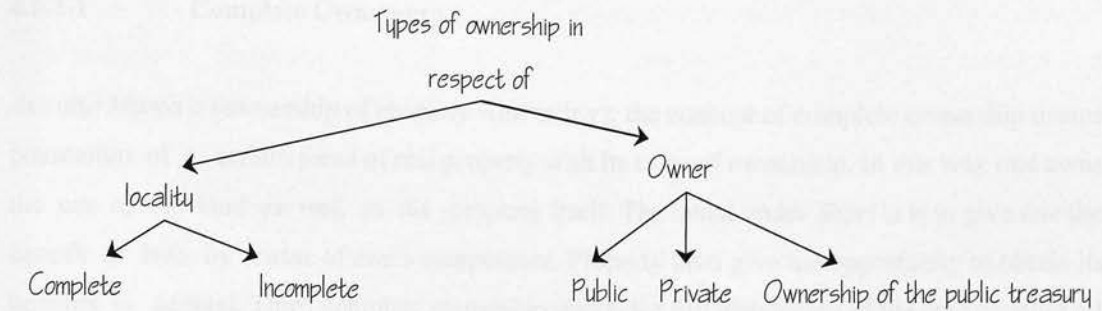 Types of ownership in
respect of
locality
Owner
Complete
Incomplete
Public
Private
Ownership of the public treasury